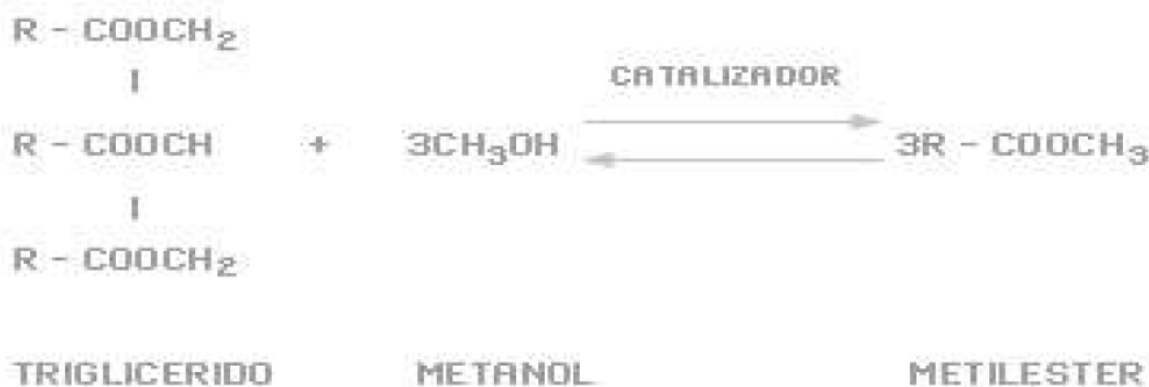 R - COOCH₂
|
CATALIZADOR
R - COOCH + 3CH₃OH 3R - COOCH₃
|
R - COOCH₂
TRIGLICERIDO METANOL METILESTER